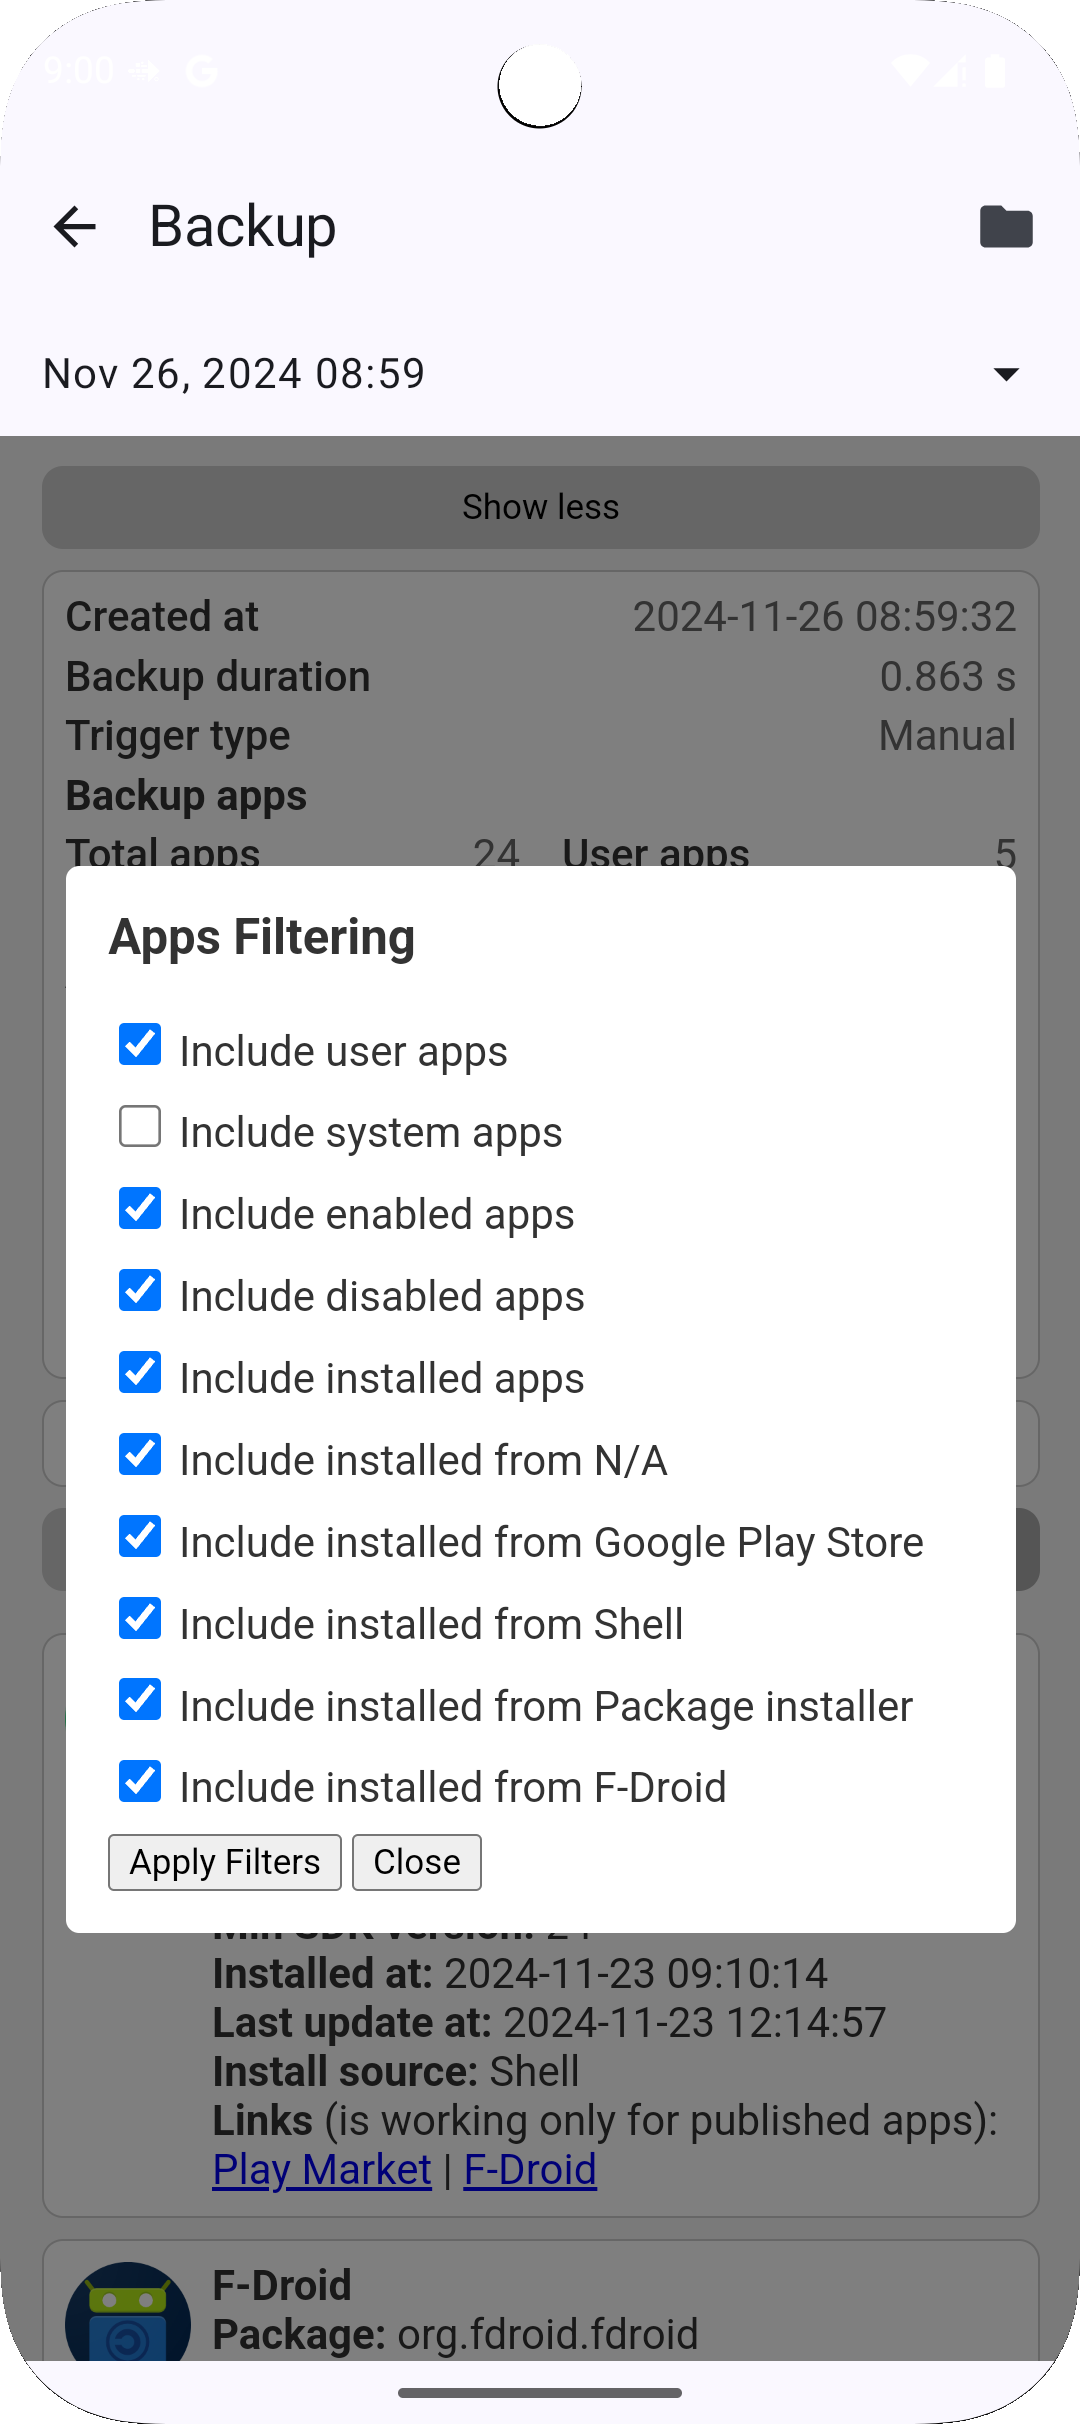 9:00
Backup
Nov 26, 2024 08:59
Show less
Created at 2024-11-26 08:59:32
Backup duration 0.863 s
Trigger type Manual
Backup apps
Total apps 24 User apps 5
Apps Filtering
Include user apps
Include system apps
Include enabled apps
Include disabled apps
Include installed apps
Include installed from N/A
Include installed from Google Play Store
Include installed from Shell
Include installed from Package installer
Include installed from F-Droid
Apply Filters Close
Min SDK version: 24
Installed at: 2024-11-23 09:10:14
Last update at: 2024-11-23 12:14:57
Install source: Shell
Links (is working only for published apps):
Play Market | F-Droid
F-Droid
Package: org.fdroid.fdroid